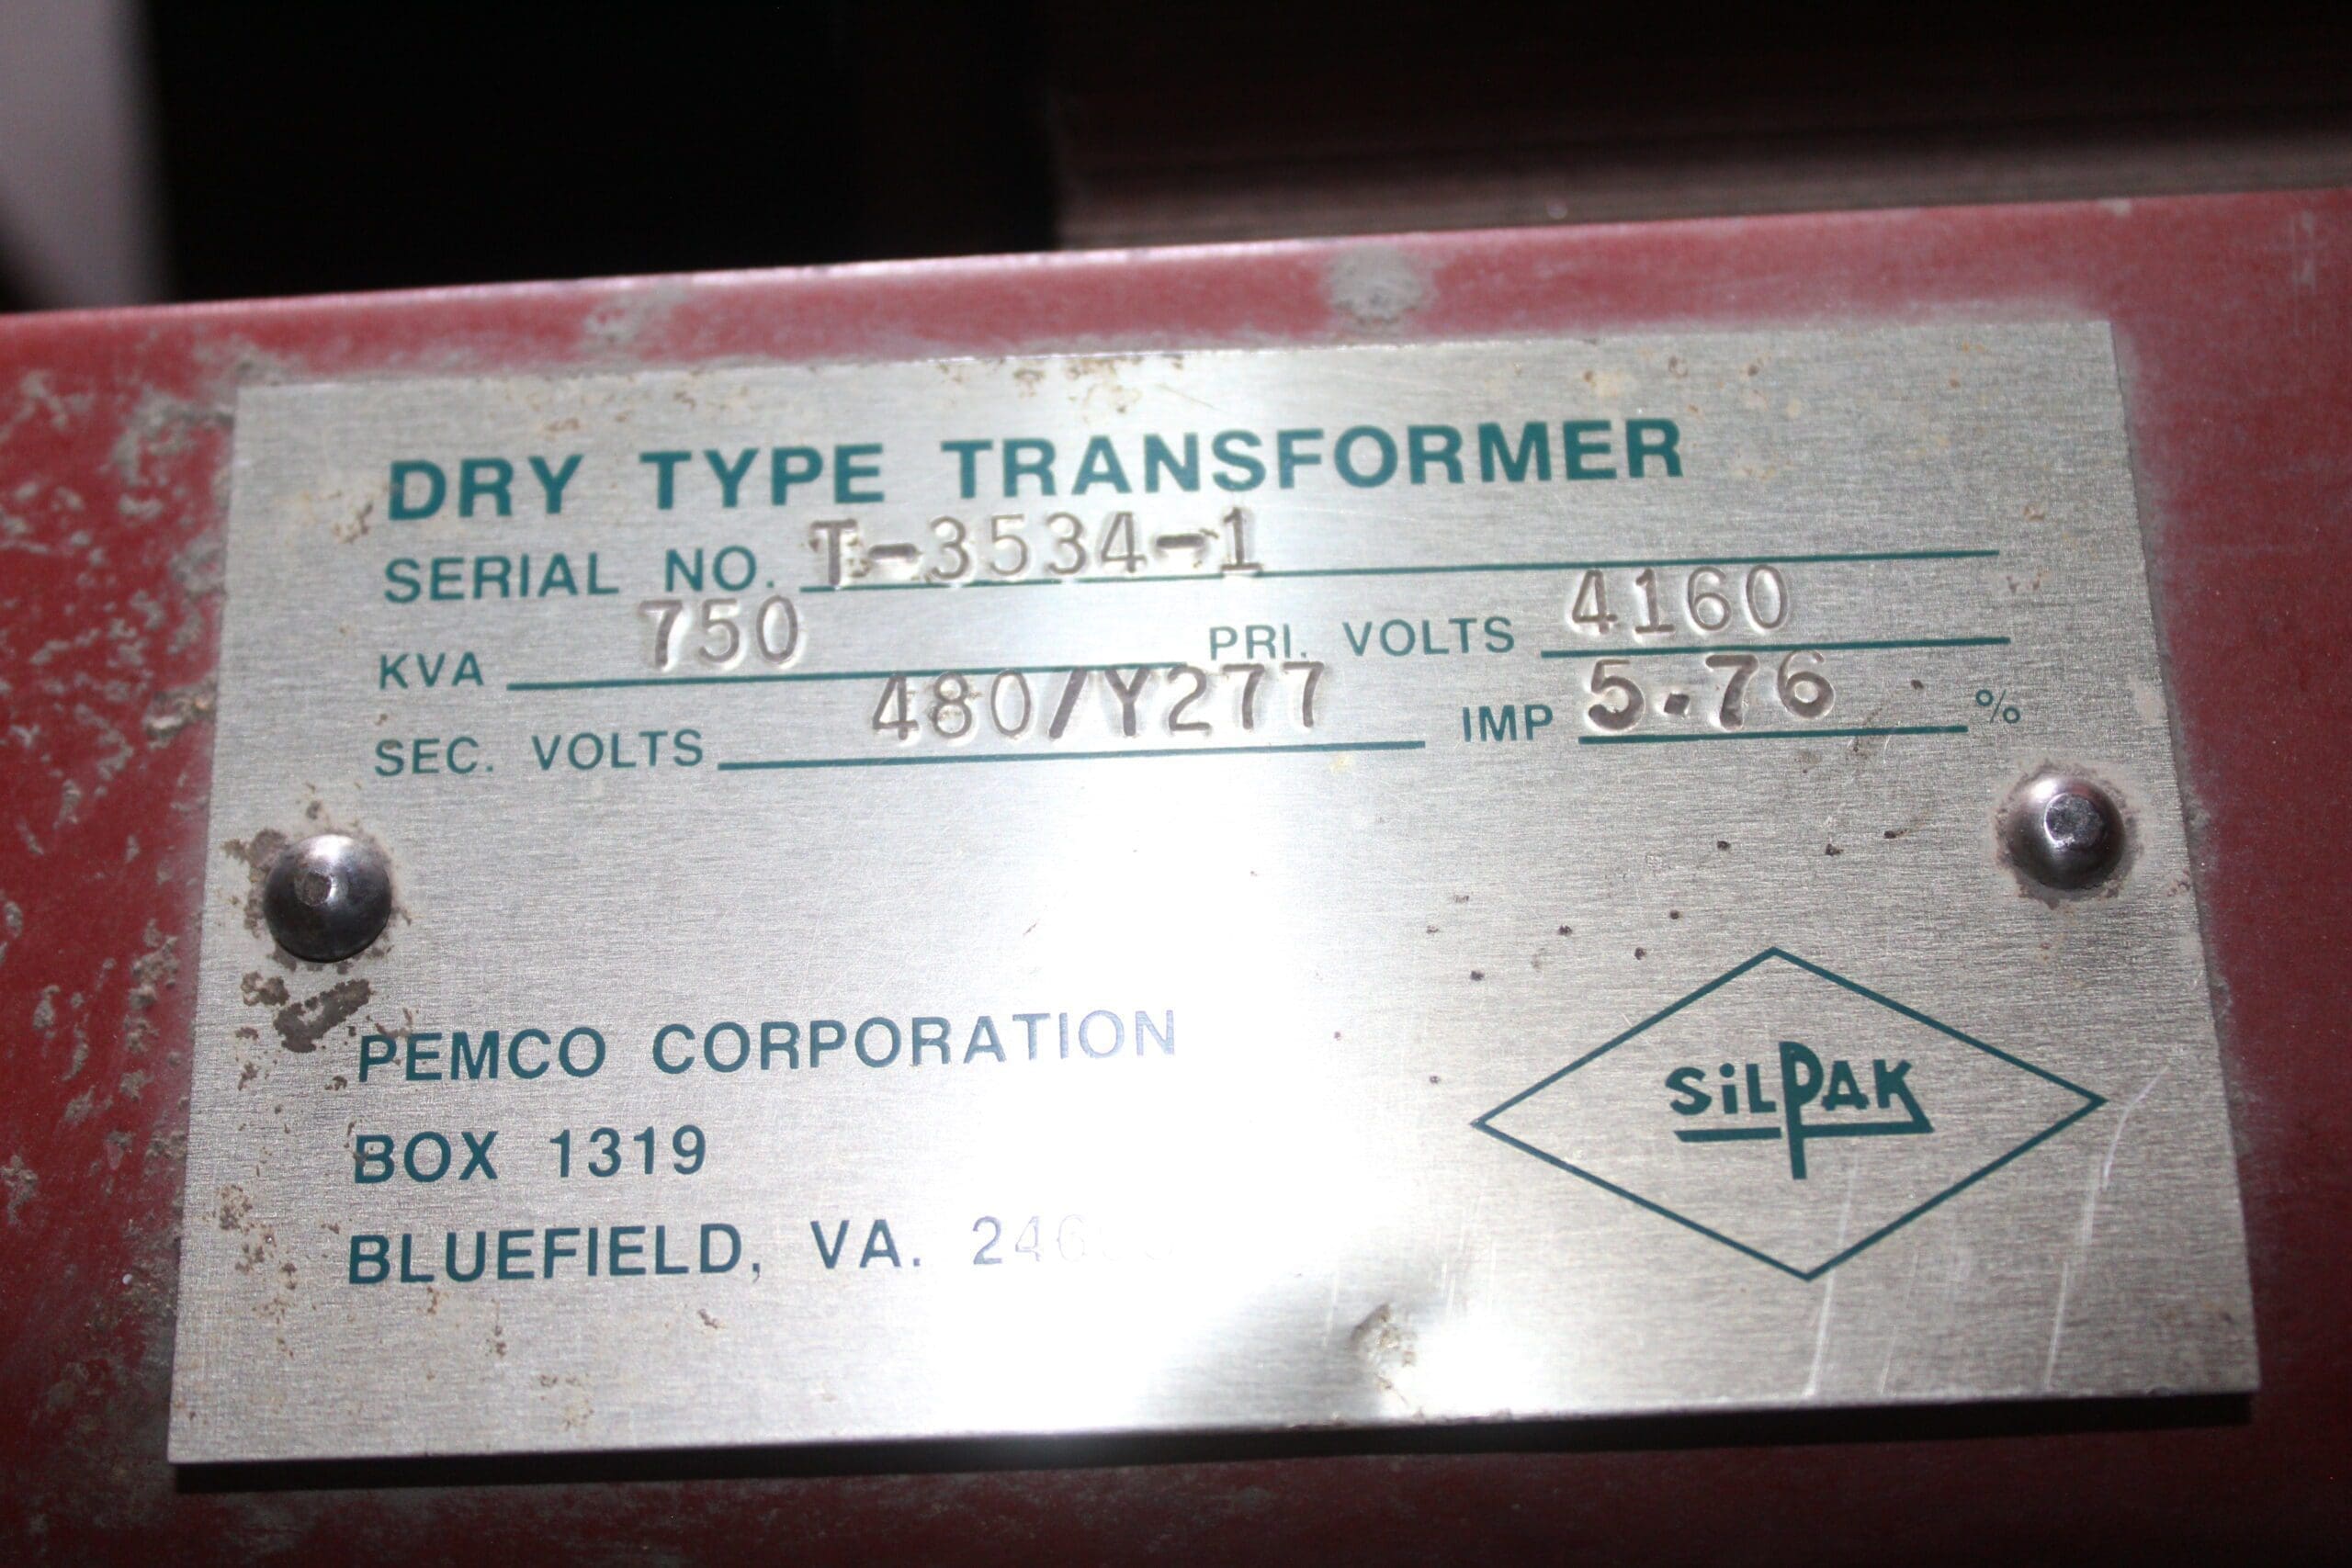 DRY TYPE TRANSFORMER
SERIAL NO. T-3534-1
KVA 750 PRI. VOLTS 4160
SEC. VOLTS 480/Y277 IMP 5.76 %
PEMCO CORPORATION
BOX 1319
BLUEFIELD, VA.
SiLPAK